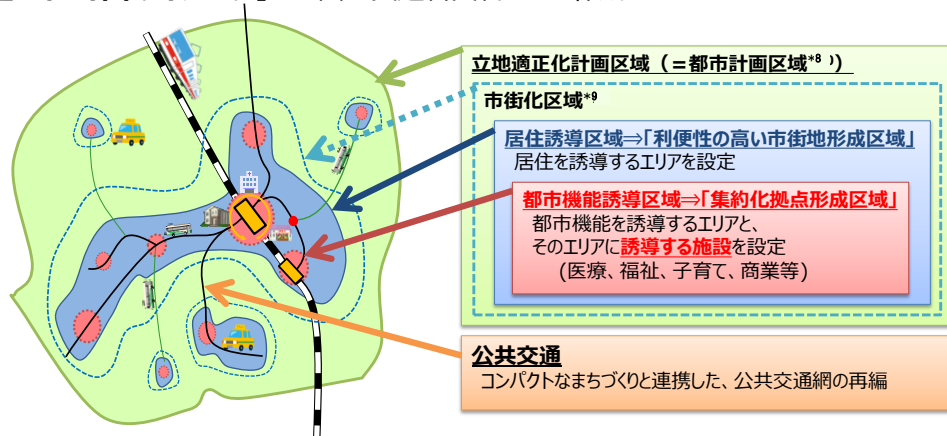 立地適正化計画区域（＝都市計画区域*8 ））
市街化区域*9
居住誘導区域⇒「利便性の高い市街地形成区域」
居住を誘導するエリアを設定
都市機能誘導区域⇒「集約化拠点形成区域」
都市機能を誘導するエリアと、
そのエリアに誘導する施設を設定
(医療、福祉、子育て、商業等)
公共交通
コンパクトなまちづくりと連携した、公共交通網の再編